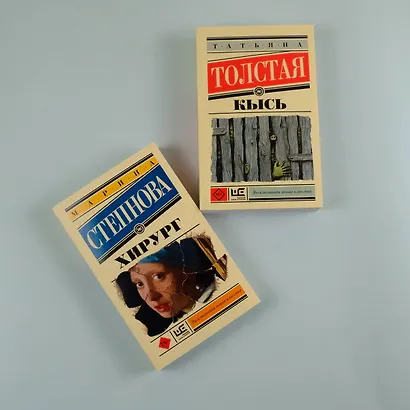 ТАТЬЯНА
ТОЛСТАЯ
КЫСЬ
МАРИНА
СТЕПНОВА
ХИРУРГ